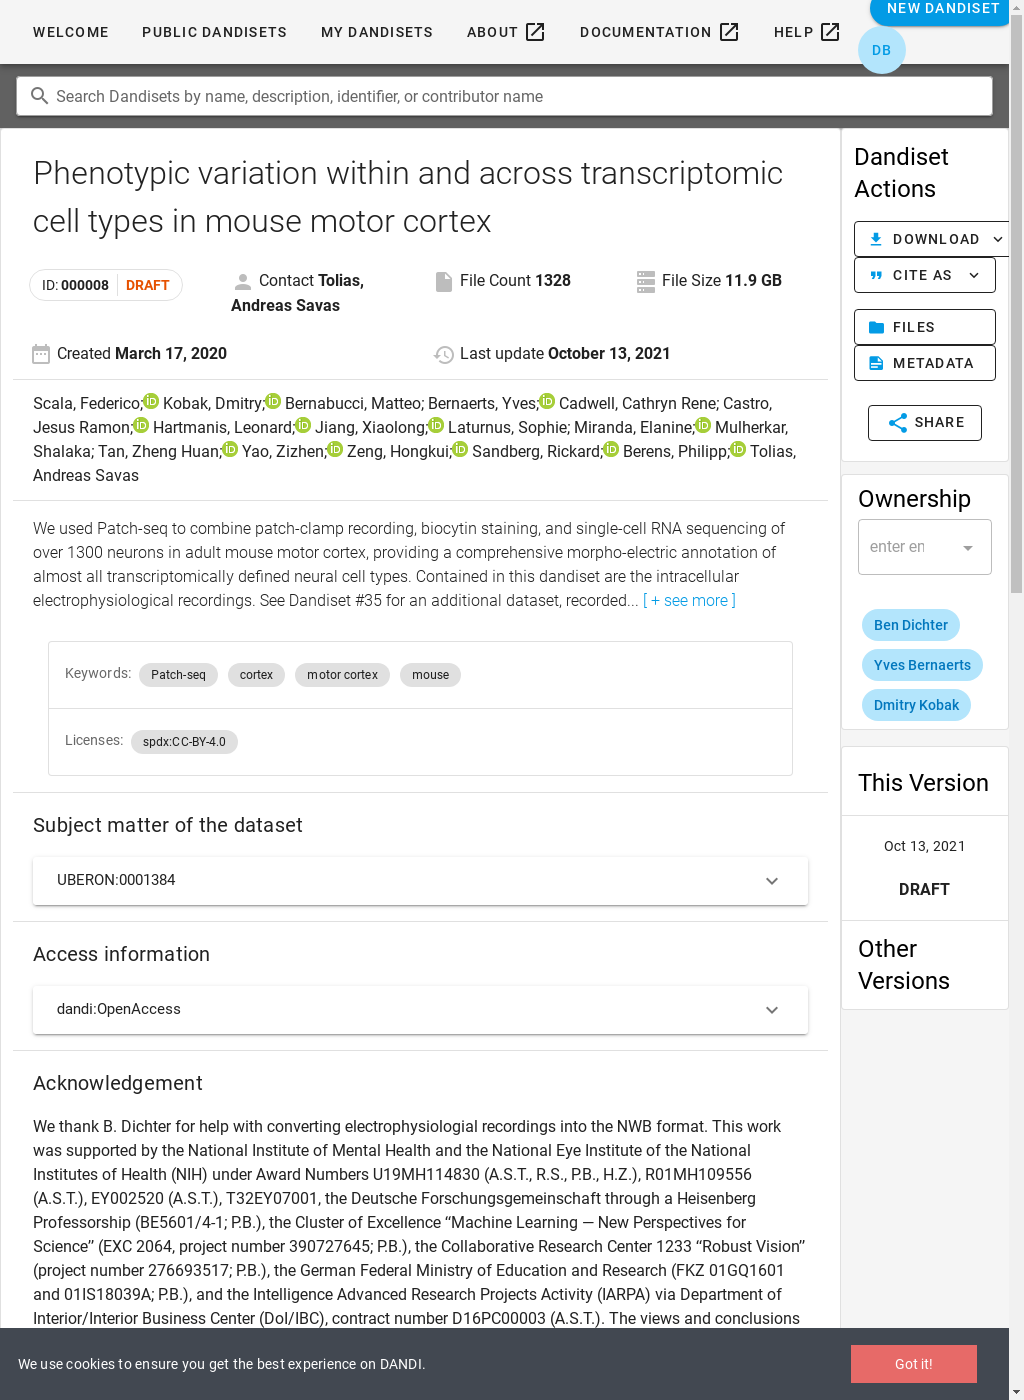 WELCOME PUBLIC DANDISETS MY DANDISETS ABOUT DOCUMENTATION HELP NEW DANDISET
DB
Search Dandisets by name, description, identifier, or contributor name
Phenotypic variation within and across transcriptomic
cell types in mouse motor cortex
ID: 000008 DRAFT
Contact Tolias,
Andreas Savas
File Count 1328
File Size 11.9 GB
Created March 17, 2020
Last update October 13, 2021
Scala, Federico; Kobak, Dmitry; Bernabucci, Matteo; Bernaerts, Yves; Cadwell, Cathryn Rene; Castro,
Jesus Ramon; Hartmanis, Leonard; Jiang, Xiaolong; Laturnus, Sophie; Miranda, Elanine; Mulherkar,
Shalaka; Tan, Zheng Huan; Yao, Zizhen; Zeng, Hongkui; Sandberg, Rickard; Berens, Philipp; Tolias,
Andreas Savas
We used Patch-seq to combine patch-clamp recording, biocytin staining, and single-cell RNA sequencing of
over 1300 neurons in adult mouse motor cortex, providing a comprehensive morpho-electric annotation of
almost all transcriptomically defined neural cell types. Contained in this dandiset are the intracellular
electrophysiological recordings. See Dandiset #35 for an additional dataset, recorded... [ + see more ]
Keywords: Patch-seq cortex motor cortex mouse
Licenses: spdx:CC-BY-4.0
Subject matter of the dataset
UBERON:0001384
Access information
dandi:OpenAccess
Acknowledgement
We thank B. Dichter for help with converting electrophysiologial recordings into the NWB format. This work
was supported by the National Institute of Mental Health and the National Eye Institute of the National
Institutes of Health (NIH) under Award Numbers U19MH114830 (A.S.T., R.S., P.B., H.Z.), R01MH109556
(A.S.T.), EY002520 (A.S.T.), T32EY07001, the Deutsche Forschungsgemeinschaft through a Heisenberg
Professorship (BE5601/4-1; P.B.), the Cluster of Excellence “Machine Learning — New Perspectives for
Science” (EXC 2064, project number 390727645; P.B.), the Collaborative Research Center 1233 “Robust Vision”
(project number 276693517; P.B.), the German Federal Ministry of Education and Research (FKZ 01GQ1601
and 01IS18039A; P.B.), and the Intelligence Advanced Research Projects Activity (IARPA) via Department of
Interior/Interior Business Center (DoI/IBC), contract number D16PC00003 (A.S.T.). The views and conclusions
Dandiset
Actions
DOWNLOAD
CITE AS
FILES
METADATA
SHARE
Ownership
enter en
Ben Dichter
Yves Bernaerts
Dmitry Kobak
This Version
Oct 13, 2021
DRAFT
Other
Versions
We use cookies to ensure you get the best experience on DANDI.
Got it!